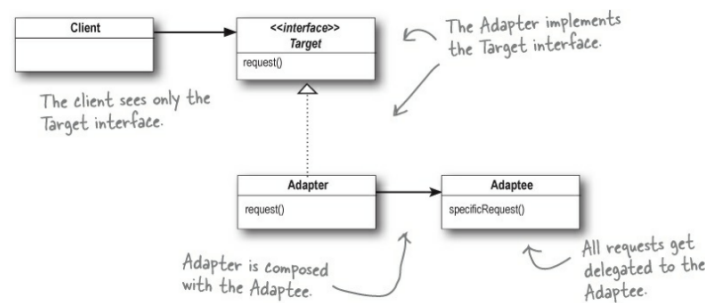 Client
<<interface>>
Target
request()
The Adapter implements
the Target interface.
The client sees only the
Target interface.
Adapter
request()
Adaptee
specificRequest()
Adapter is composed
with the Adaptee.
All requests get
delegated to the
Adaptee.